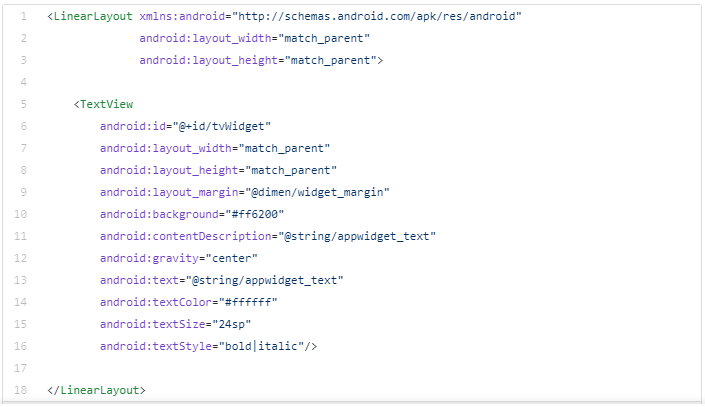 1 <LinearLayout xmlns:android="http://schemas.android.com/apk/res/android"
2 android:layout_width="match_parent"
3 android:layout_height="match_parent">
4
5 <TextView
6 android:id="@+id/tvWidget"
7 android:layout_width="match_parent"
8 android:layout_height="match_parent"
9 android:layout_margin="@dimen/widget_margin"
10 android:background="#ff6200"
11 android:contentDescription="@string/appwidget_text"
12 android:gravity="center"
13 android:text="@string/appwidget_text"
14 android:textColor="#ffffff"
15 android:textSize="24sp"
16 android:textStyle="bold|italic"/>
17
18 </LinearLayout>